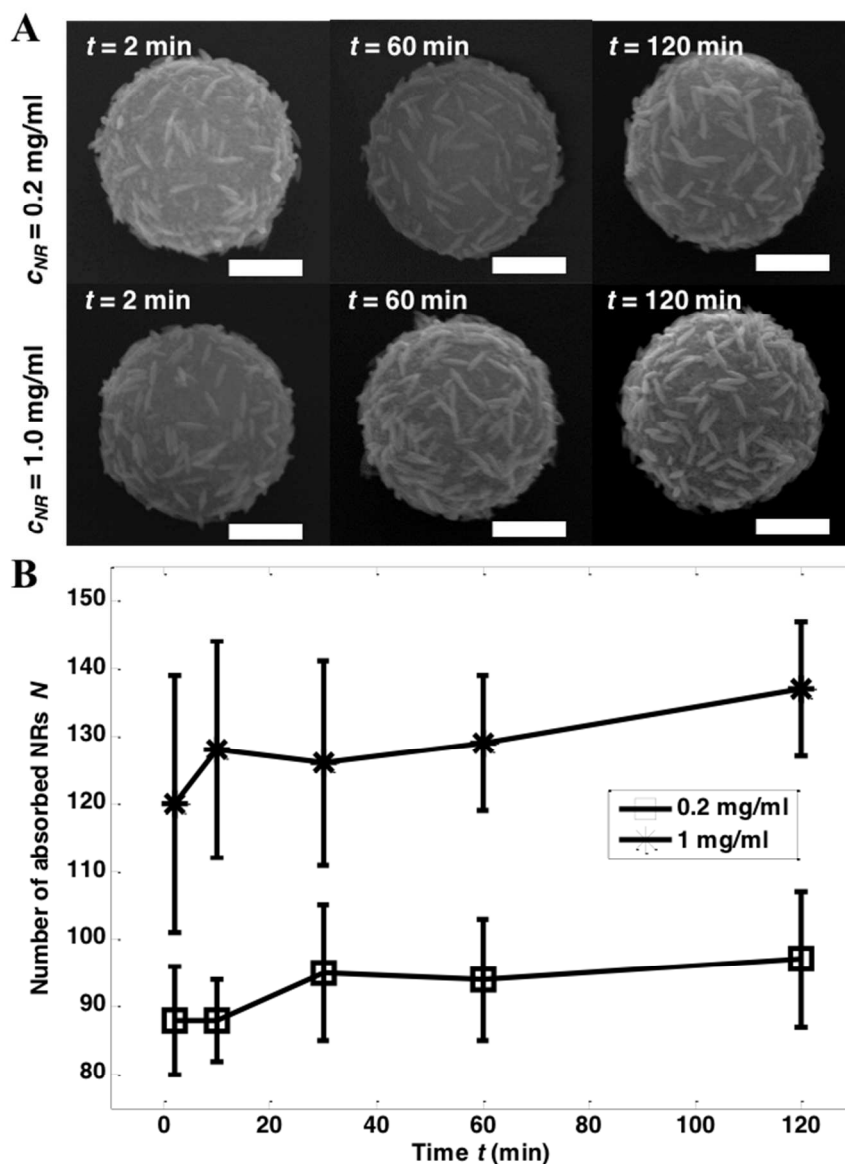 A
t = 2 min
t = 60 min
t = 120 min
cNR = 0.2 mg/ml
t = 2 min
t = 60 min
t = 120 min
cNR = 1.0 mg/ml
B
150
140
130
120
110
100
90
80
Number of absorbed NRs N
0.2 mg/ml
1 mg/ml
0
20
40
60
80
100
120
Time t (min)